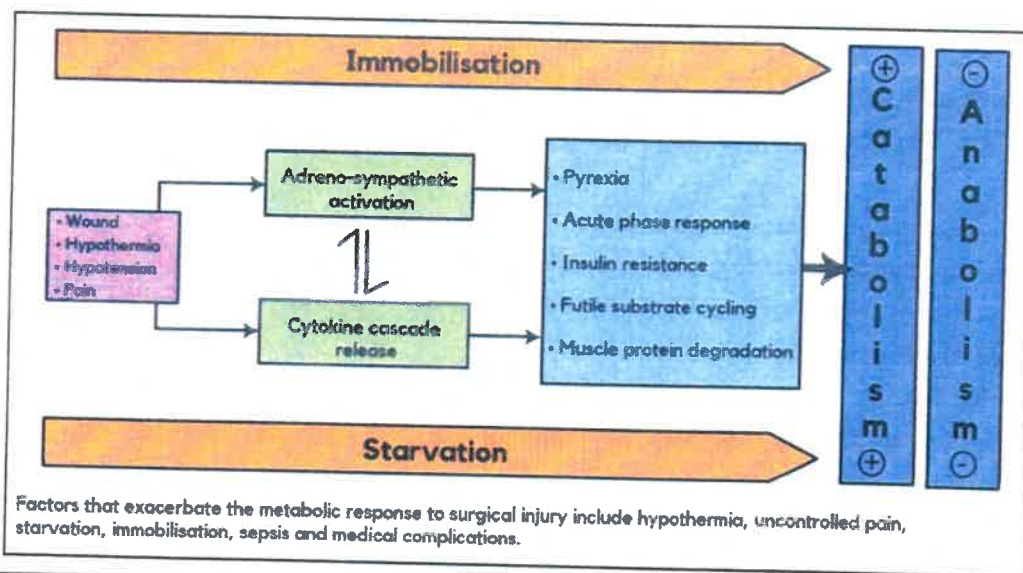 Immobilisation
Adreno-sympathetic
activation
• Wound
• Hypothermia
• Hypotension
• Pain
Cytokine cascade
release
• Pyrexia
• Acute phase response
• Insulin resistance
• Futile substrate cycling
• Muscle protein degradation
Starvation
⊕ Catabolism ⊕
⊖ Anabolism ⊖
Factors that exacerbate the metabolic response to surgical injury include hypothermia, uncontrolled pain,
starvation, immobilisation, sepsis and medical complications.